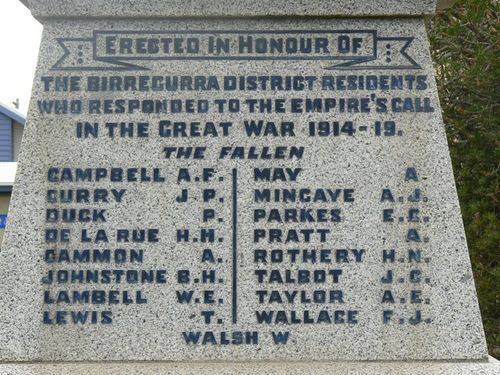 ERECTED IN HONOUR OF
THE BIRREGURRA DISTRICT RESIDENTS
WHO RESPONDED TO THE EMPIRE'S CALL
IN THE GREAT WAR 1914-19.
THE FALLEN
CAMPBELL A.F.
CURRY J.P.
DUCK P.
DE LA RUE H.H.
GAMMON A.
JOHNSTONE B.H.
LAMBELL W.E.
LEWIS T.
MAY A.
MINGAYE A.J.
PARKES E.C.
PRATT A.
ROTHERY H.N.
TALBOT J.C.
TAYLOR A.E.
WALLACE F.J.
WALSH W.